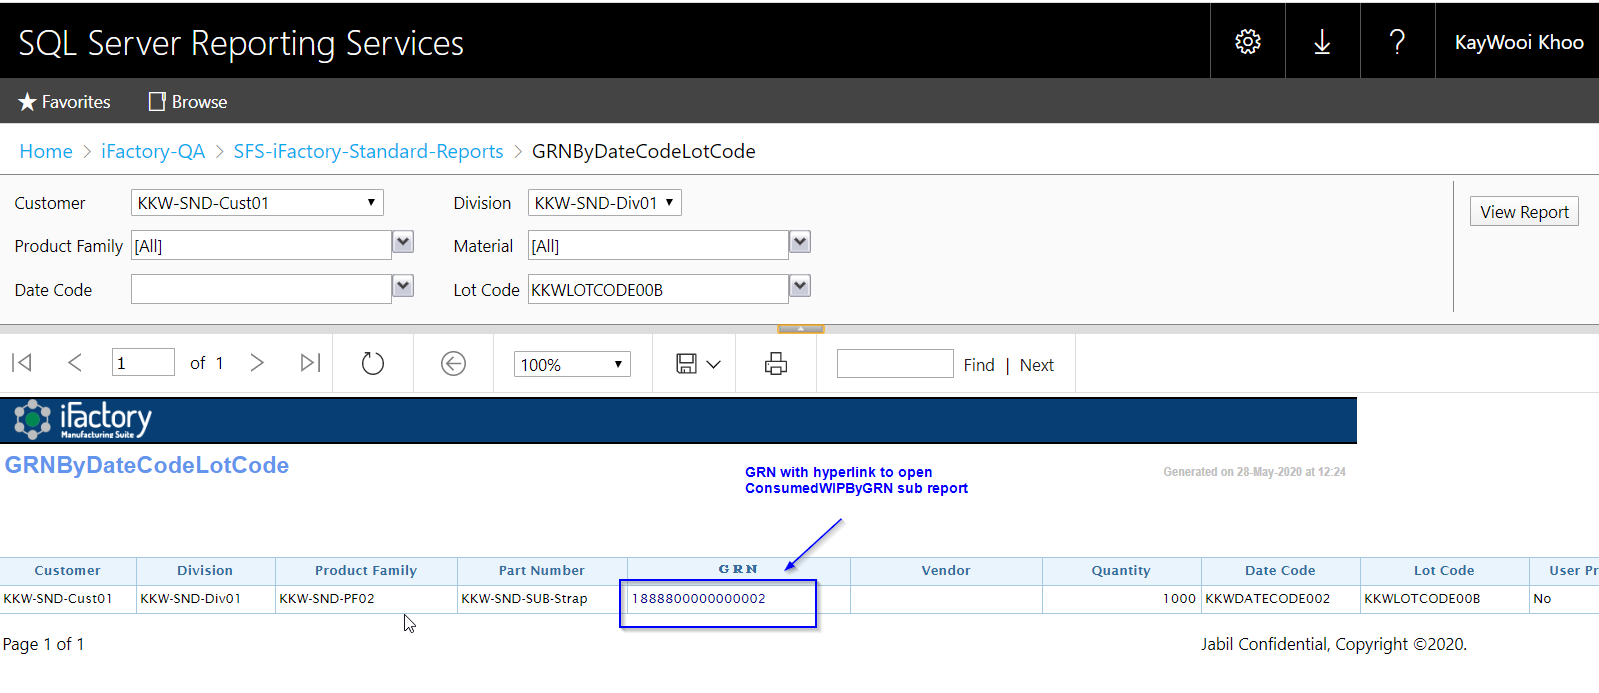 SQL Server Reporting Services
?
KayWooi Khoo
Favorites
Browse
Home > iFactory-QA > SFS-iFactory-Standard-Reports > GRNByDateCodeLotCode
Customer KKW-SND-Cust01 Division KKW-SND-Div01
View Report
Product Family [All] Material [All]
Date Code Lot Code KKWLOTCODE00B
1 of 1 100% Find | Next
iFactory
Manufacturing Suite
GRNByDateCodeLotCode
GRN with hyperlink to open
ConsumedWIPByGRN sub report
Generated on 28-May-2020 at 12:24
Customer Division Product Family Part Number GRN Vendor Quantity Date Code Lot Code User Pr
KKW-SND-Cust01 KKW-SND-Div01 KKW-SND-PF02 KKW-SND-SUB-Strap 1888800000000002 1000 KKWDATECODE002 KKWLOTCODE00B No
Page 1 of 1
Jabil Confidential, Copyright ©2020.